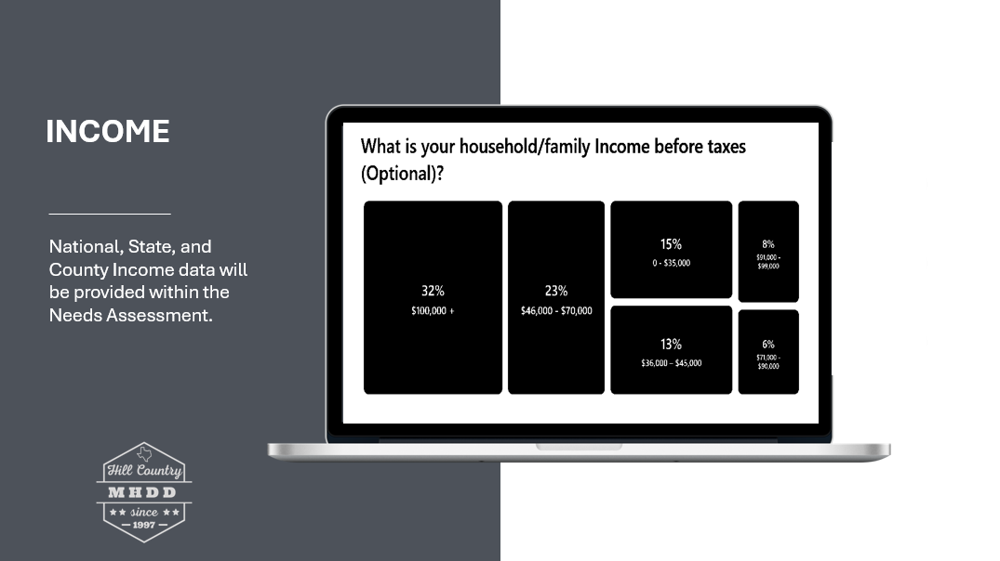 INCOME
National, State, and
County Income data will
be provided within the
Needs Assessment.
What is your household/family Income before taxes
(Optional)?
32%
$100,000 +
23%
$46,000 - $70,000
15%
0 - $35,000
13%
$36,000 – $45,000
8%
$91,000 -
$99,000
6%
$71,000 -
$90,000
Hill Country
MHDD
since
1997